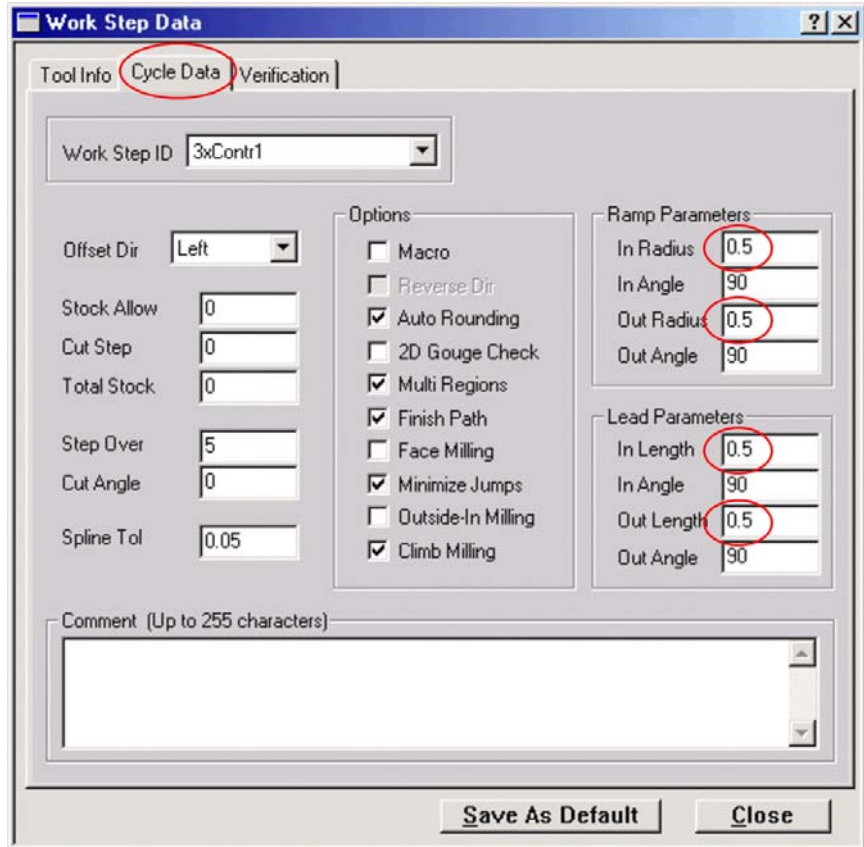 Work Step Data
Tool Info Cycle Data Verification
Work Step ID 3xContr1
Offset Dir Left
Stock Allow 0
Cut Step 0
Total Stock 0
Step Over 5
Cut Angle 0
Spline Tol 0.05
Options
Macro
Reverse Dir
Auto Rounding
2D Gouge Check
Multi Regions
Finish Path
Face Milling
Minimize Jumps
Outside-In Milling
Climb Milling
Ramp Parameters
In Radius 0.5
In Angle 90
Out Radius 0.5
Out Angle 90
Lead Parameters
In Length 0.5
In Angle 90
Out Length 0.5
Out Angle 90
Comment (Up to 255 characters)
Save As Default Close